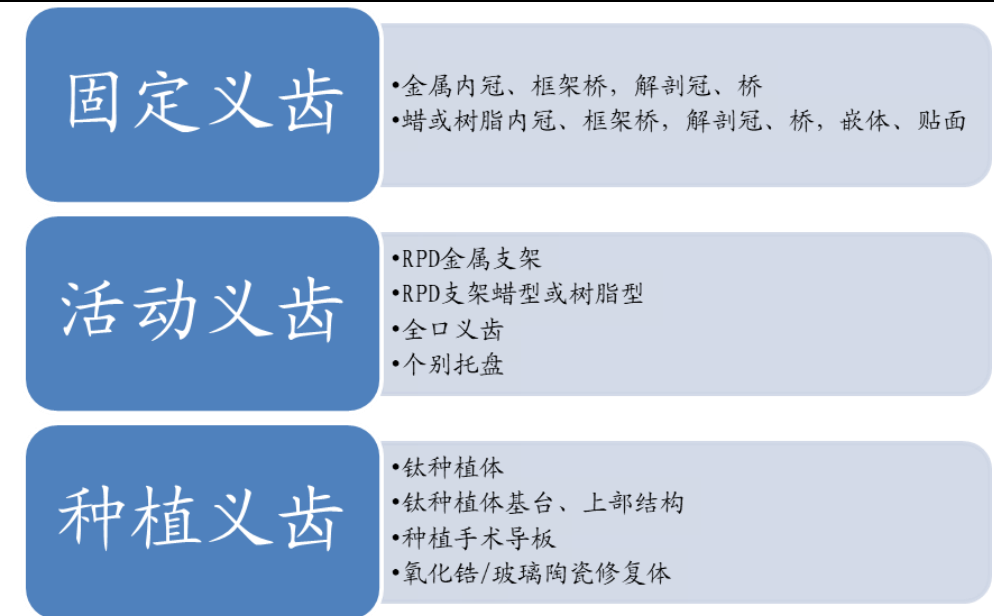 固定义齿
•金属内冠、框架桥，解剖冠、桥
•蜡或树脂内冠、框架桥，解剖冠、桥，嵌体、贴面
活动义齿
•RPD金属支架
•RPD支架蜡型或树脂型
•全口义齿
•个别托盘
种植义齿
•钛种植体
•钛种植体基台、上部结构
•种植手术导板
•氧化锆/玻璃陶瓷修复体